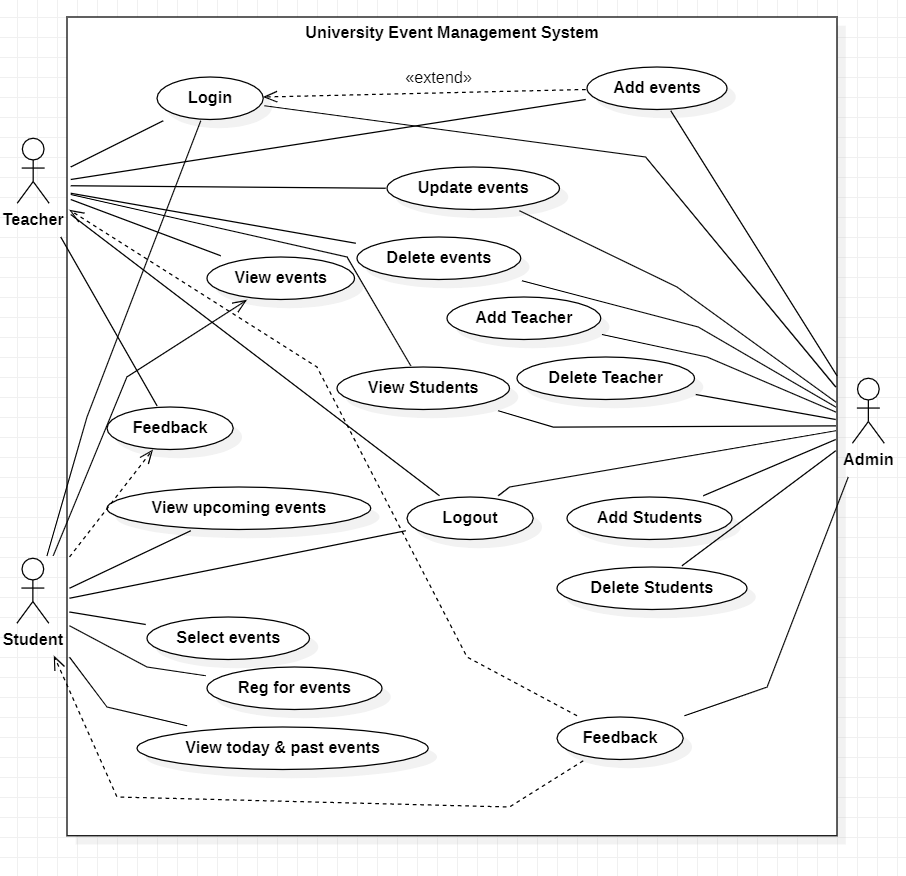 University Event Management System
«extend»
Login
Add events
Update events
Teacher
Delete events
View events
Add Teacher
Delete Teacher
View Students
Feedback
Admin
View upcoming events
Logout
Add Students
Delete Students
Student
Select events
Reg for events
View today & past events
Feedback